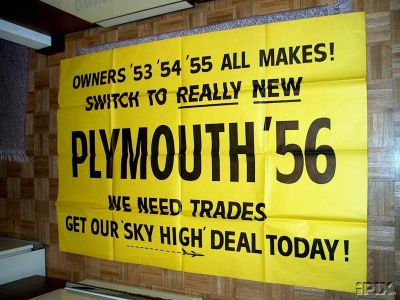 OWNERS '53 '54 '55 ALL MAKES!
SWITCH TO REALLY NEW
PLYMOUTH '56
WE NEED TRADES
GET OUR 'SKY HIGH' DEAL TODAY!